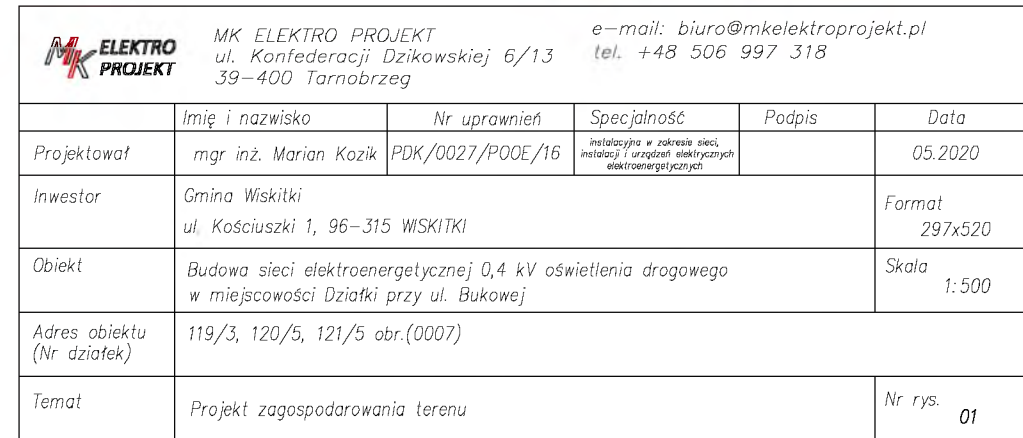 MK ELEKTRO PROJEKT
MK ELEKTRO PROJEKT
ul. Konfederacji Dzikowskiej 6/13
39-400 Tarnobrzeg
e-mail: biuro@mkelektroprojekt.pl
tel. +48 506 997 318
Imię i nazwisko Nr uprawnień Specjalność Podpis Data
Projektował mgr inż. Marian Kozik PDK/0027/POOE/16 instalacyjna w zakresie sieci, instalacji i urządzeń elektrycznych elektroenergetycznych 05.2020
Inwestor
Gmina Wiskitki
ul. Kościuszki 1, 96-315 WISKITKI
Format
297x520
Obiekt
Budowa sieci elektroenergetycznej 0,4 kV oświetlenia drogowego
w miejscowości Działki przy ul. Bukowej
Skala
1:500
Adres obiektu
(Nr działek)
119/3, 120/5, 121/5 obr.(0007)
Temat
Projekt zagospodarowania terenu
Nr rys.
01